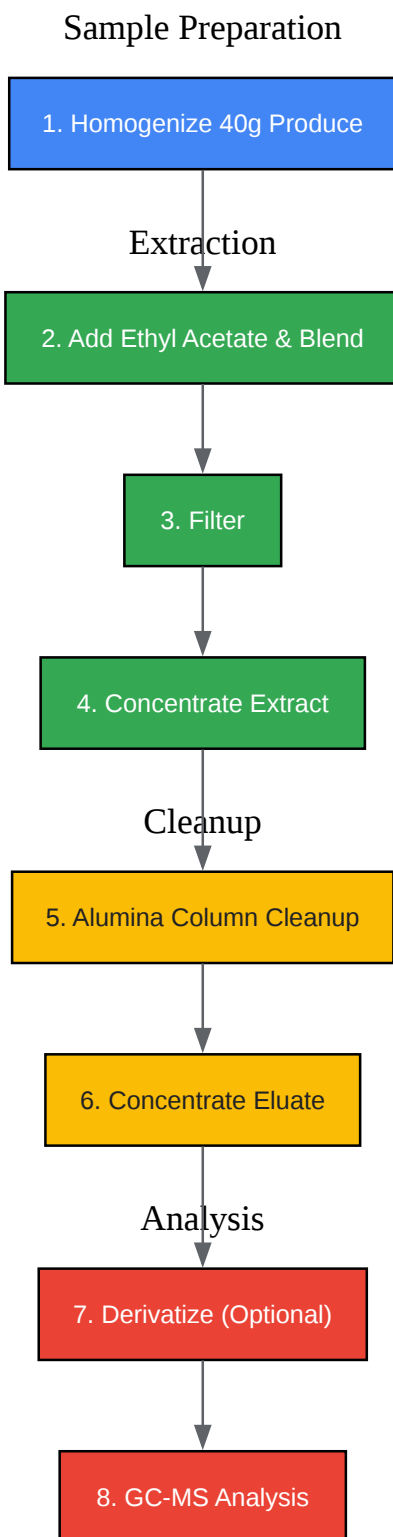 Sample Preparation
1. Homogenize 40g Produce
Extraction
2. Add Ethyl Acetate & Blend
3. Filter
4. Concentrate Extract
Cleanup
5. Alumina Column Cleanup
6. Concentrate Eluate
Analysis
7. Derivatize (Optional)
8. GC-MS Analysis